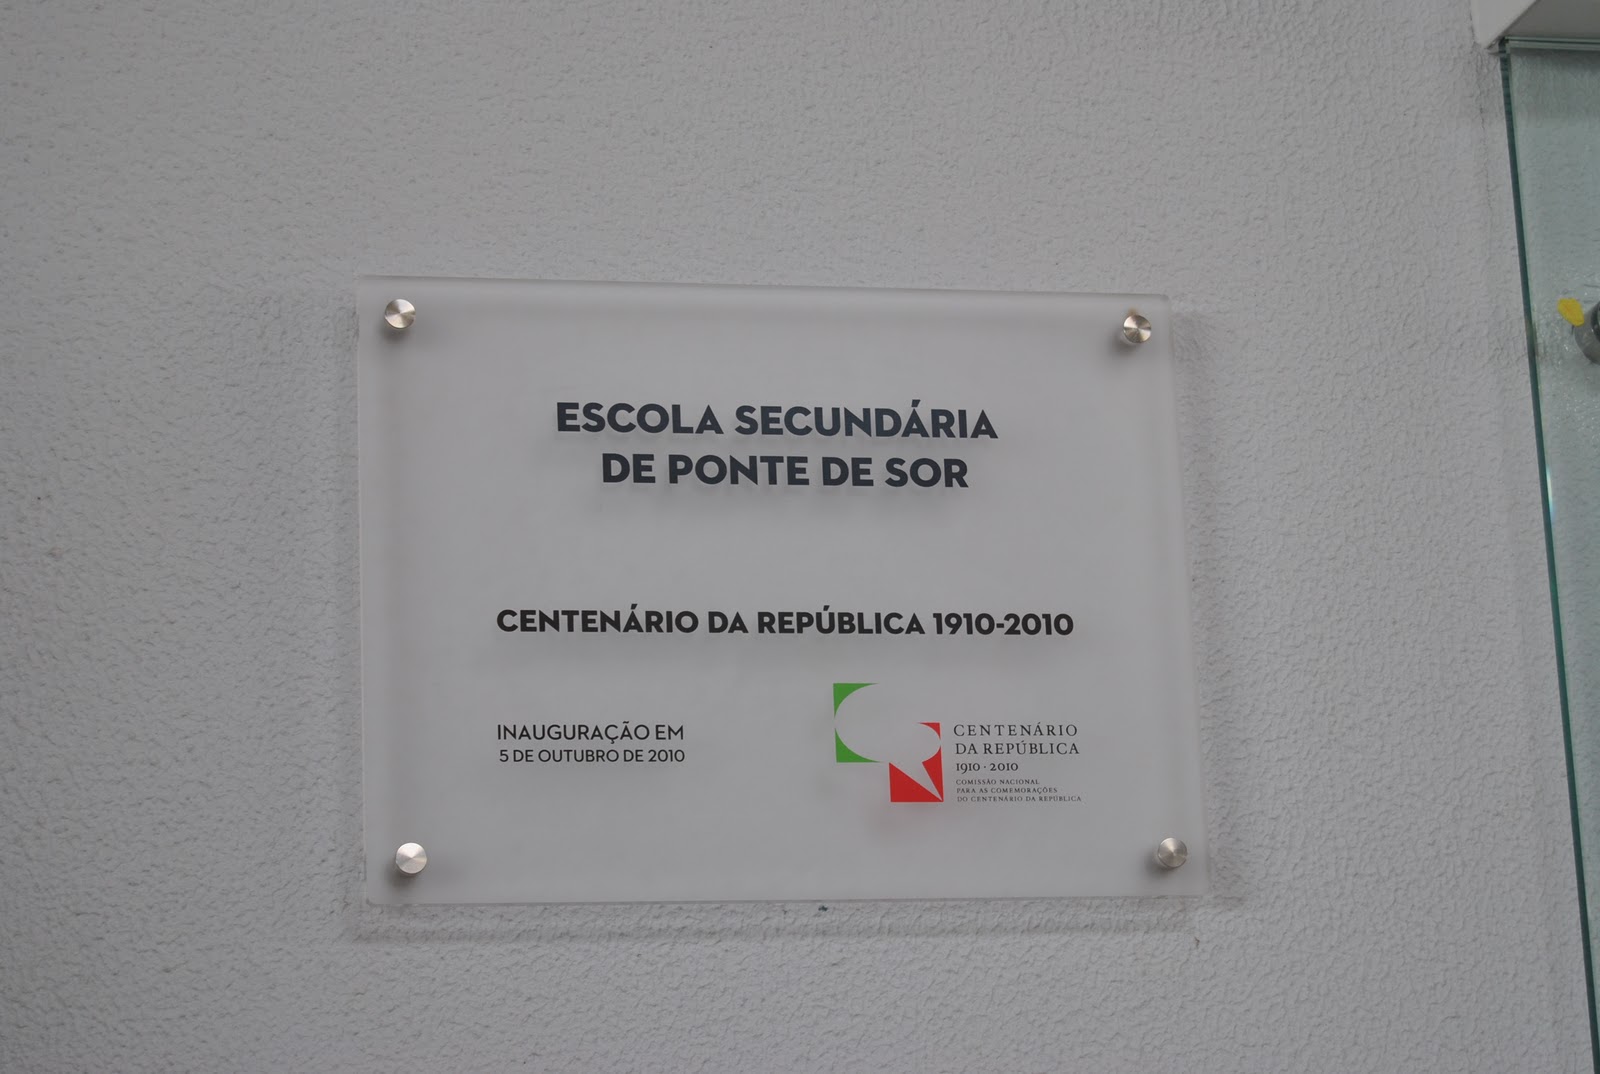 ESCOLA SECUNDÁRIA
DE PONTE DE SOR
CENTENÁRIO DA REPÚBLICA 1910-2010
INAUGURAÇÃO EM
5 DE OUTUBRO DE 2010
CENTENÁRIO
DA REPÚBLICA
1910 · 2010
COMISSÃO NACIONAL
PARA AS COMEMORAÇÕES
DO CENTENÁRIO DA REPÚBLICA